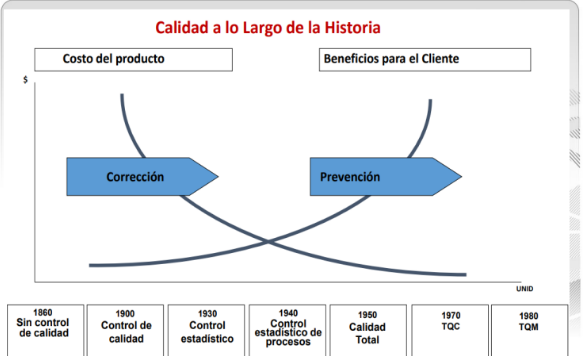 Calidad a lo Largo de la Historia
Costo del producto
Beneficios para el Cliente
$
Corrección
Prevención
UNID
1860
Sin control
de calidad
1900
Control de
calidad
1930
Control
estadístico
1940
Control
estadístico de
procesos
1950
Calidad
Total
1970
TQC
1980
TQM